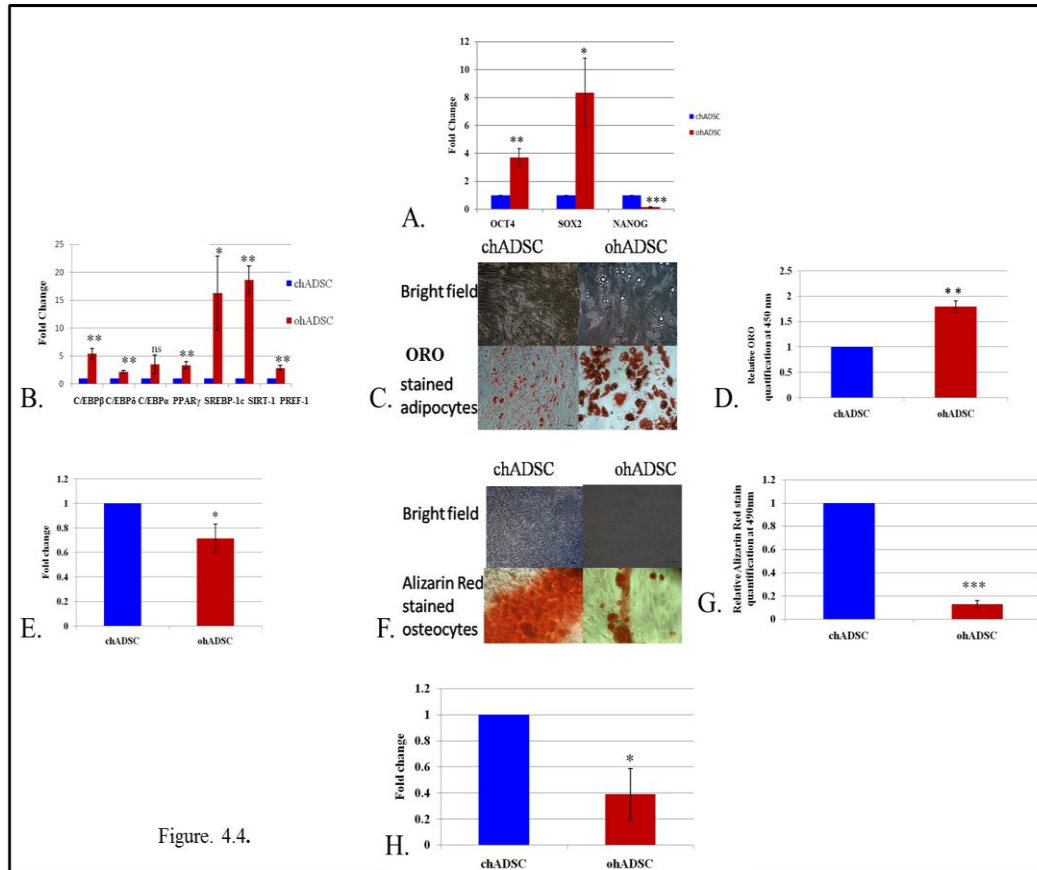 12
10
8
6
4
2
0
Fold Change
**
*
***
OCT4 SOX2 NANOG
chADSC
ohADSC
A.
25
20
15
10
5
0
Fold Change
**
**
ns
**
*
**
**
C/EBPβ C/EBPδ C/EBPα PPARγ SREBP-1c SIRT-1 PREF-1
chADSC
ohADSC
B.
chADSC ohADSC
Bright field
ORO
stained
adipocytes
C.
2.5
2
1.5
1
0.5
0
Relative ORO
quantification at 450 nm
**
chADSC ohADSC
D.
1.2
1
0.8
0.6
0.4
0.2
0
Fold change
*
chADSC ohADSC
E.
chADSC ohADSC
Bright field
Alizarin Red
stained
osteocytes
F.
1.2
1
0.8
0.6
0.4
0.2
0
Relative Alizarin Red stain
quantification at 490nm
***
chADSC ohADSC
G.
1.2
1
0.8
0.6
0.4
0.2
0
Fold change
*
chADSC ohADSC
H.
Figure. 4.4.